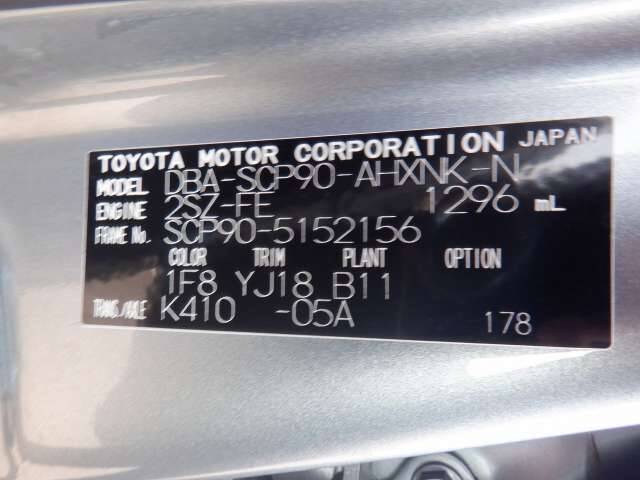 TOYOTA MOTOR CORPORATION JAPAN
MODEL DBA-SCP90-AHXNK-N
ENGINE 2SZ-FE 1296 mL
FRAME No. SCP90-5152156
COLOR TRIM PLANT OPTION
1F8 YJ18 B11
TRANS./AXLE K410 -05A 178